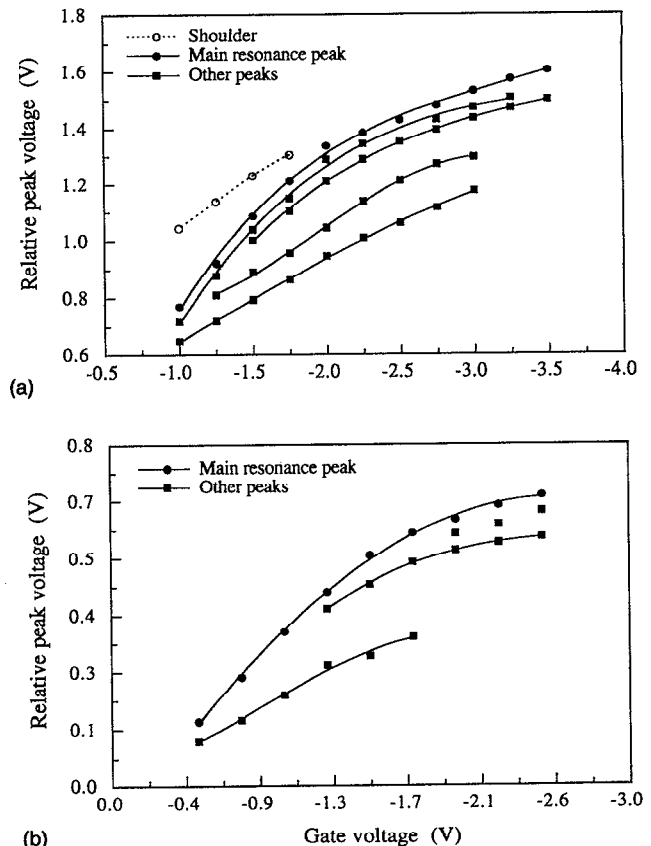 1.8
Shoulder
Main resonance peak
Other peaks
1.6
1.4
1.2
1.0
0.8
0.6
Relative peak voltage (V)
-0.5 -1.0 -1.5 -2.0 -2.5 -3.0 -3.5 -4.0
(a)
0.8
Main resonance peak
Other peaks
0.7
0.5
0.4
0.3
0.1
0.0
Relative peak voltage (V)
0.0 -0.4 -0.9 -1.3 -1.7 -2.1 -2.6 -3.0
(b)
Gate voltage (V)